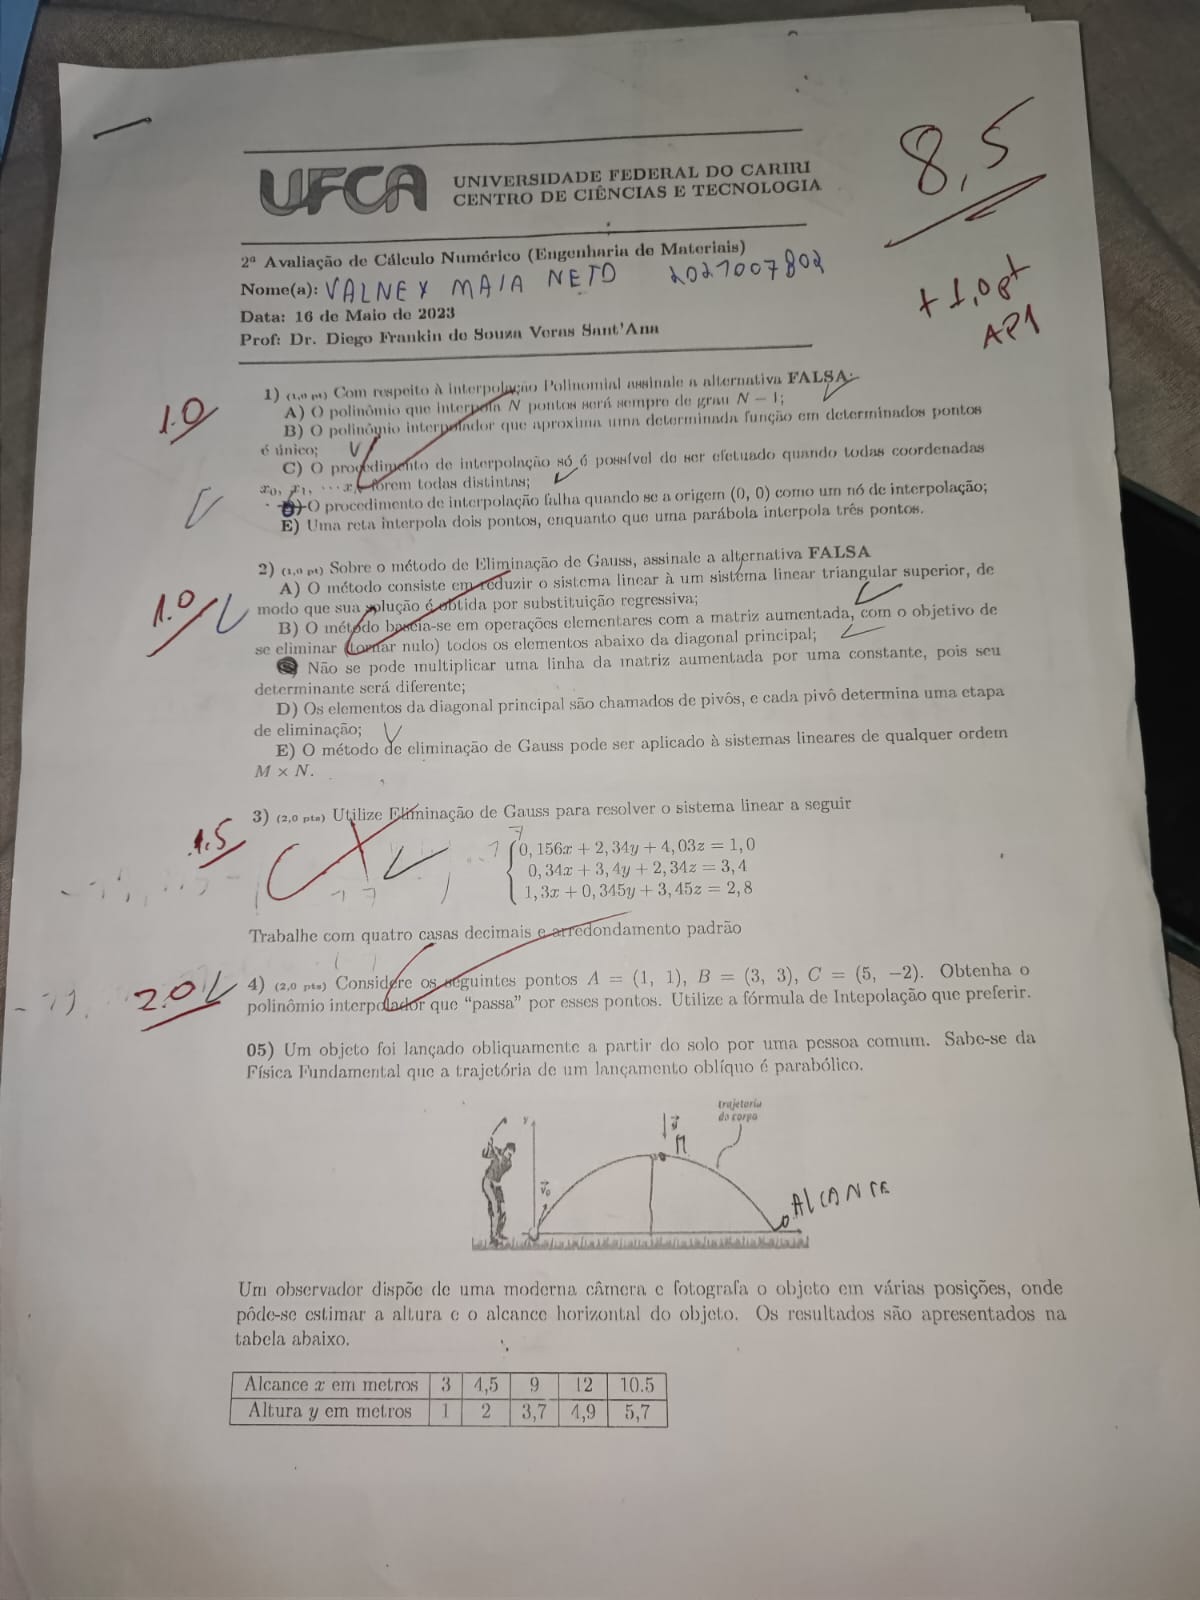 8,5
+ 1,0 pt
AP1
UFCA
UNIVERSIDADE FEDERAL DO CARIRI
CENTRO DE CIÊNCIAS E TECNOLOGIA
2ª Avaliação de Cálculo Numérico (Engenharia de Materiais)
Nome(a): VALNEY MAIA NETO 2021007802
Data: 16 de Maio de 2023
Prof: Dr. Diego Frankin de Souza Veras Sant'Ana
1.0
1) (1,0 pt) Com respeito à interpolação Polinomial assinale a alternativa FALSA:
A) O polinômio que interpola N pontos será sempre de grau N − 1;
B) O polinômio interpolador que aproxima uma determinada função em determinados pontos
é único; V
C) O procedimento de interpolação só é possível de ser efetuado quando todas coordenadas
x₀, x₁, ··· xₙ forem todas distintas;
D) O procedimento de interpolação falha quando se a origem (0, 0) como um nó de interpolação;
E) Uma reta interpola dois pontos, enquanto que uma parábola interpola três pontos.
1.0
2) (1,0 pt) Sobre o método de Eliminação de Gauss, assinale a alternativa FALSA
A) O método consiste em reduzir o sistema linear à um sistema linear triangular superior, de
modo que sua solução é obtida por substituição regressiva;
B) O método baseia-se em operações elementares com a matriz aumentada, com o objetivo de
se eliminar (tornar nulo) todos os elementos abaixo da diagonal principal;
Não se pode multiplicar uma linha da matriz aumentada por uma constante, pois seu
determinante será diferente;
D) Os elementos da diagonal principal são chamados de pivôs, e cada pivô determina uma etapa
de eliminação; V
E) O método de eliminação de Gauss pode ser aplicado à sistemas lineares de qualquer ordem
M × N.
1.5
3) (2,0 pts) Utilize Eliminação de Gauss para resolver o sistema linear a seguir
0,156x + 2,34y + 4,03z = 1,0
0,34x + 3,4y + 2,34z = 3,4
1,3x + 0,345y + 3,45z = 2,8
Trabalhe com quatro casas decimais e arredondamento padrão
2.0
4) (2,0 pts) Considere os seguintes pontos A = (1, 1), B = (3, 3), C = (5, −2). Obtenha o
polinômio interpolador que “passa” por esses pontos. Utilize a fórmula de Intepolação que preferir.
05) Um objeto foi lançado obliquamente a partir do solo por uma pessoa comum. Sabe-se da
Física Fundamental que a trajetória de um lançamento oblíquo é parabólico.
trajetoria
do corpo
y
v₀
ALCANCE
Um observador dispõe de uma moderna câmera e fotografa o objeto em várias posições, onde
pôde-se estimar a altura e o alcance horizontal do objeto. Os resultados são apresentados na
tabela abaixo.
Alcance x em metros 3 4,5 9 12 10.5
Altura y em metros 1 2 3,7 4,9 5,7